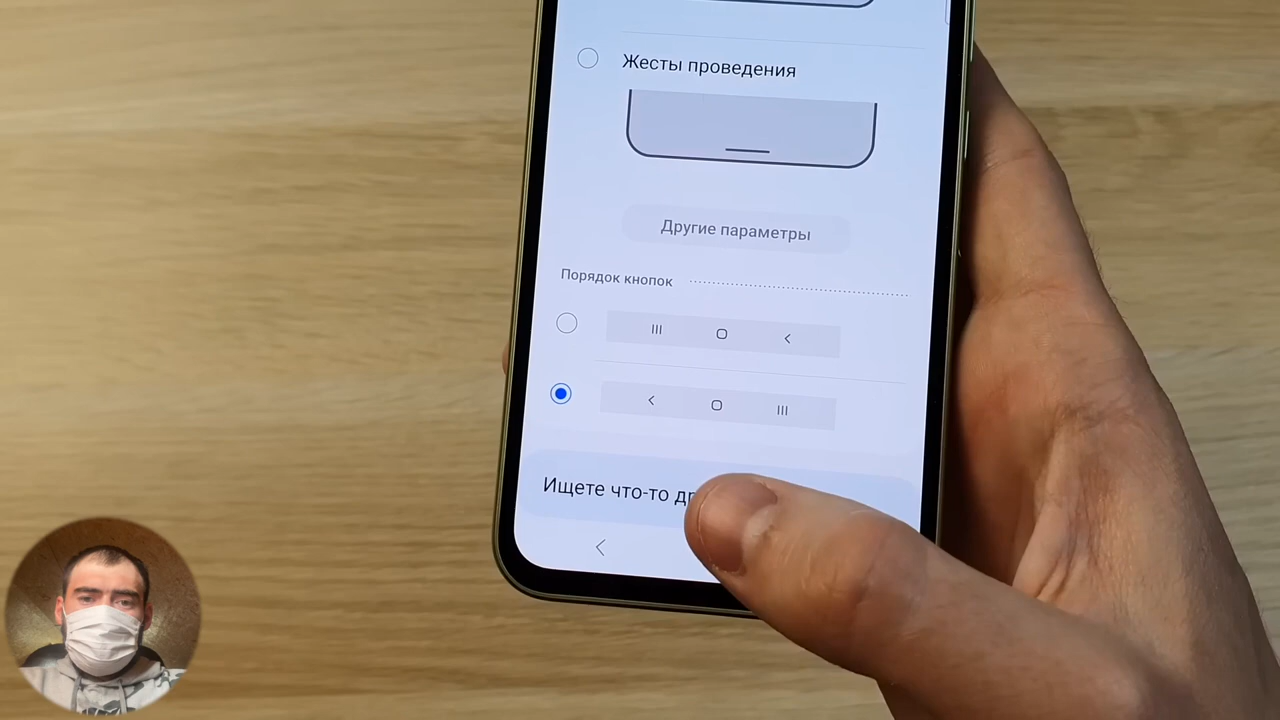 Жесты проведения
Другие параметры
Порядок кнопок
Ищете что-то